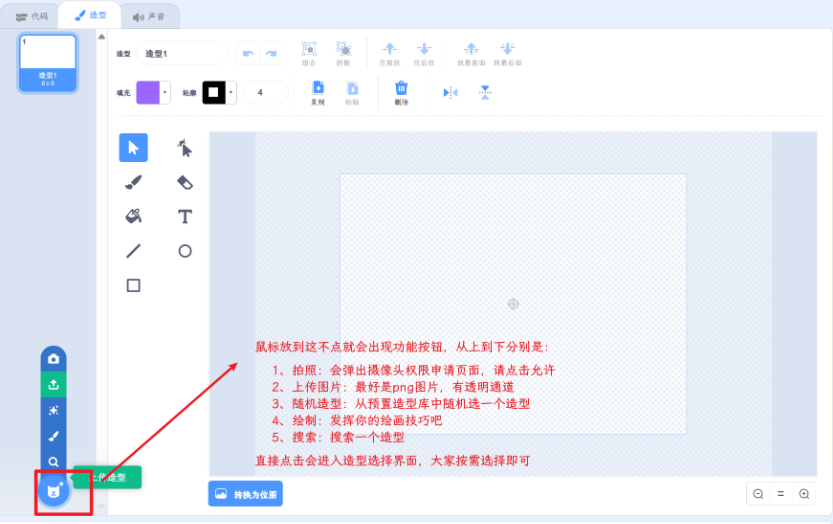 代码
造型
声音
1
造型1
0 x 0
造型
造型1
组合
拆散
往前放
往后放
放最前面
放最后面
填充
轮廓
4
复制
粘贴
删除
T
鼠标放到这不点就会出现功能按钮，从上到下分别是：
1、拍照：会弹出摄像头权限申请页面，请点击允许
2、上传图片：最好是png图片，有透明通道
3、随机造型：从预置造型库中随机选一个造型
4、绘制：发挥你的绘画技巧吧
5、搜索：搜索一个造型
直接点击会进入造型选择界面，大家按需选择即可
上传造型
转换为位图